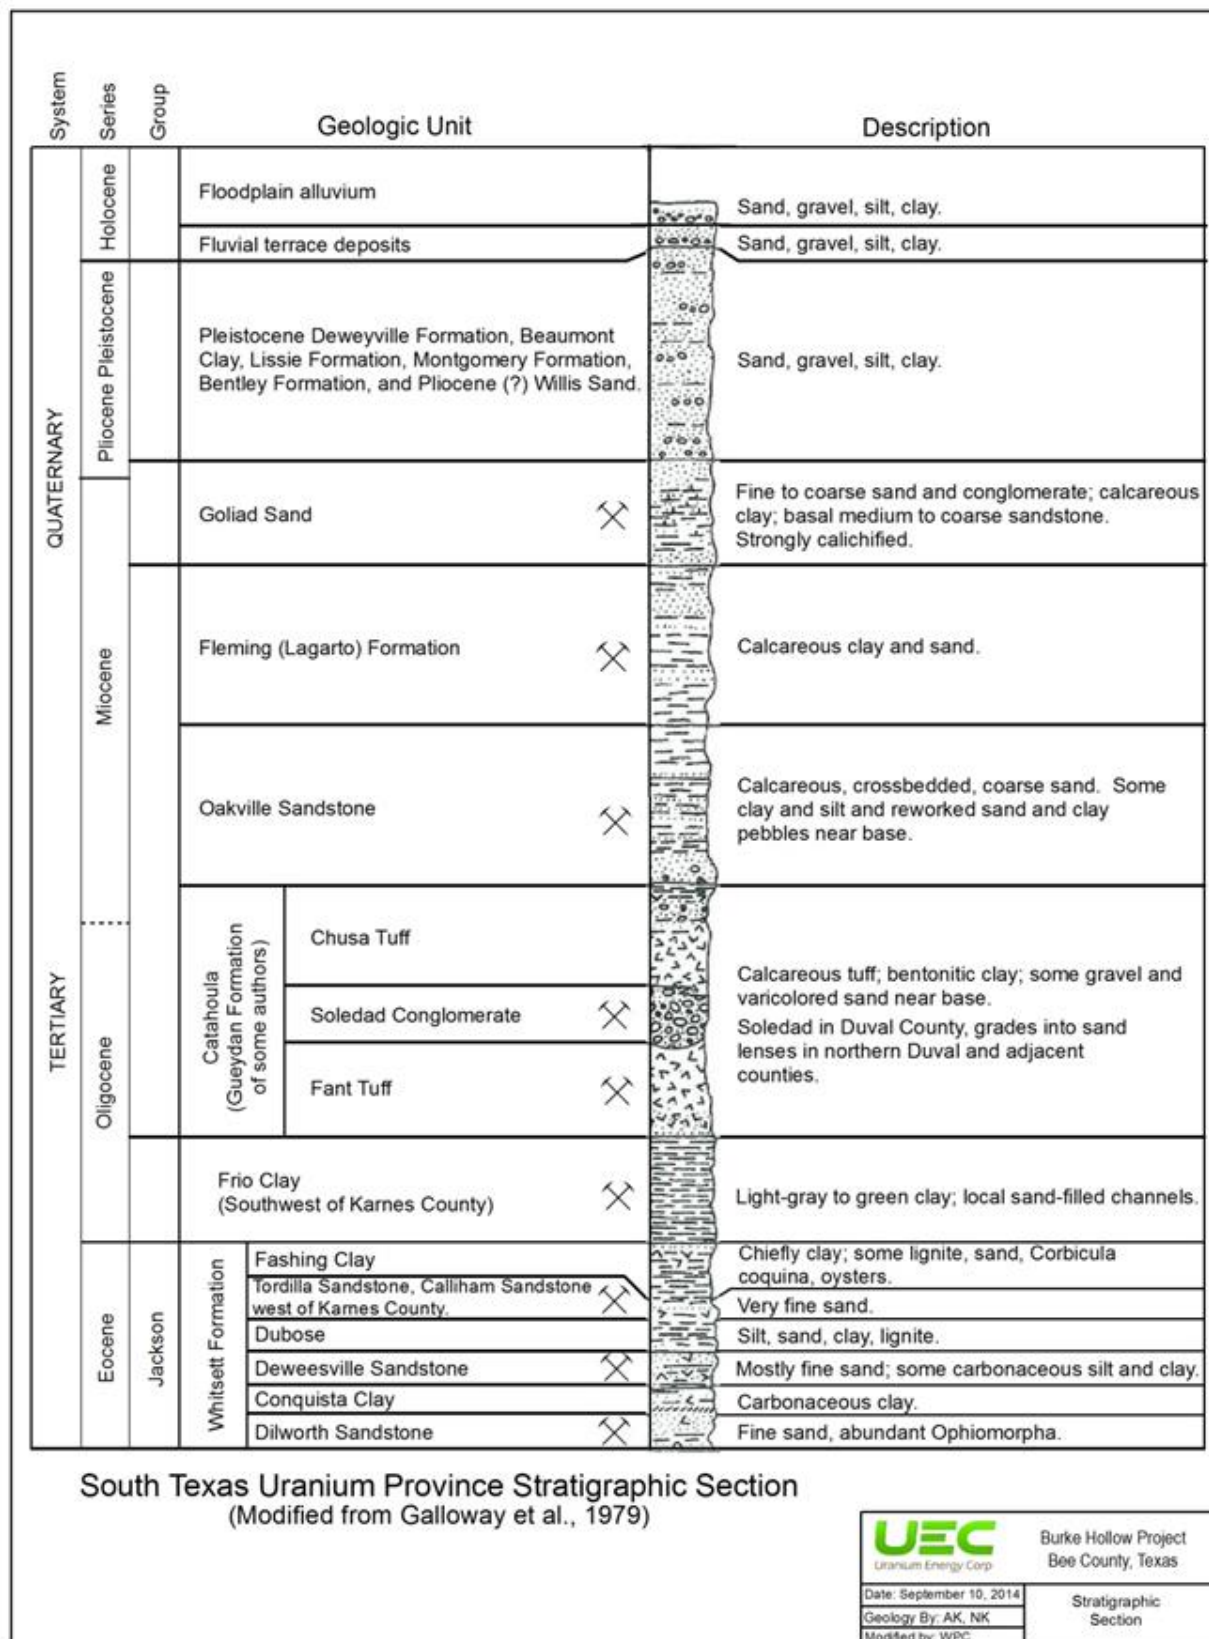 System
Series
Group
Geologic Unit
Description
QUATERNARY
TERTIARY
Holocene
Pliocene Pleistocene
Miocene
Oligocene
Eocene
Jackson
Floodplain alluvium
Sand, gravel, silt, clay.
Fluvial terrace deposits
Sand, gravel, silt, clay.
Pleistocene Deweyville Formation, Beaumont
Clay, Lissie Formation, Montgomery Formation,
Bentley Formation, and Pliocene (?) Willis Sand.
Sand, gravel, silt, clay.
Goliad Sand
Fine to coarse sand and conglomerate; calcareous
clay; basal medium to coarse sandstone.
Strongly calichified.
Fleming (Lagarto) Formation
Calcareous clay and sand.
Oakville Sandstone
Calcareous, crossbedded, coarse sand. Some
clay and silt and reworked sand and clay
pebbles near base.
Catahoula
(Gueydan Formation
of some authors)
Chusa Tuff
Soledad Conglomerate
Fant Tuff
Calcareous tuff; bentonitic clay; some gravel and
varicolored sand near base.
Soledad in Duval County, grades into sand
lenses in northern Duval and adjacent
counties.
Frio Clay
(Southwest of Karnes County)
Light-gray to green clay; local sand-filled channels.
Whitsett Formation
Fashing Clay
Chiefly clay; some lignite, sand, Corbicula
coquina, oysters.
Tordilla Sandstone, Calliham Sandstone
west of Karnes County.
Very fine sand.
Dubose
Silt, sand, clay, lignite.
Deweesville Sandstone
Mostly fine sand; some carbonaceous silt and clay.
Conquista Clay
Carbonaceous clay.
Dilworth Sandstone
Fine sand, abundant Ophiomorpha.
South Texas Uranium Province Stratigraphic Section
(Modified from Galloway et al., 1979)
UEC
Uranium Energy Corp
Burke Hollow Project
Bee County, Texas
Date: September 10, 2014
Geology By: AK, NK
Modified by: WPC
Stratigraphic
Section